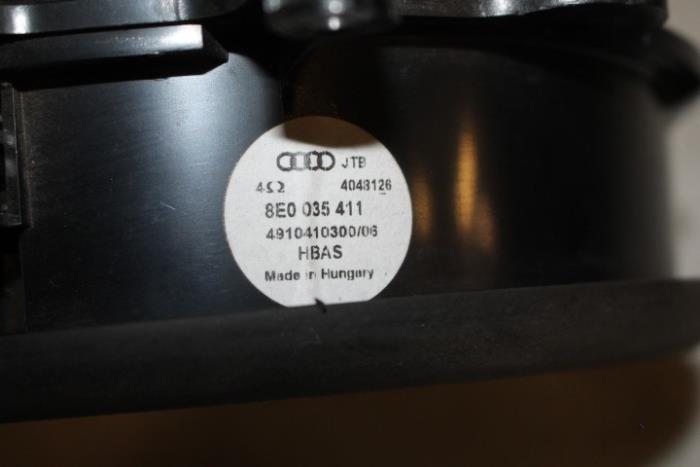 JTB
4Ω 4048126
8E0 035 411
4910410300/06
HBAS
Made in Hungary